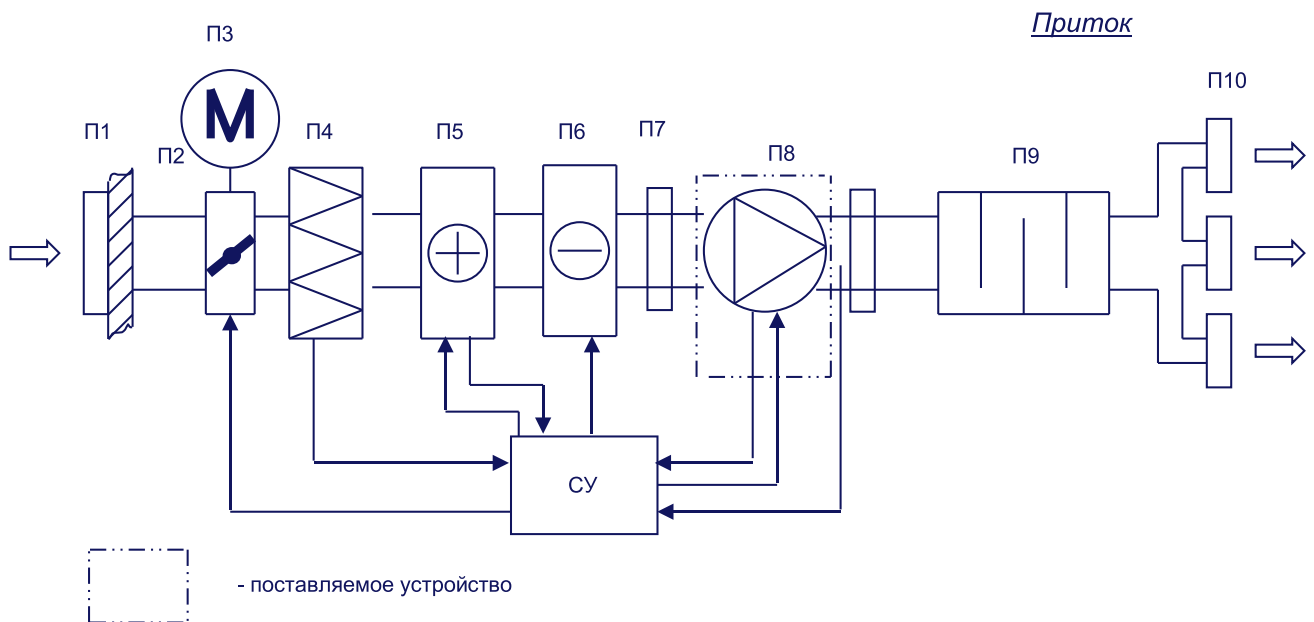 Приток
П3
П10
П1
П2
П4
П5
П6
П7
П8
П9
М
СУ
- поставляемое устройство